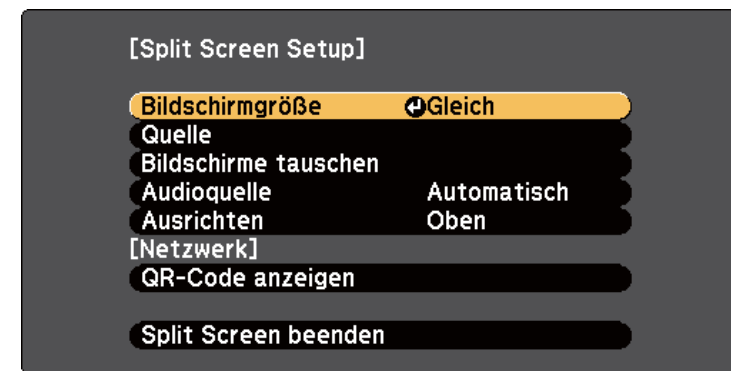 [Split Screen Setup]
Bildschirmgröße Gleich
Quelle
Bildschirme tauschen
Audioquelle Automatisch
Ausrichten Oben
[Netzwerk]
QR-Code anzeigen
Split Screen beenden